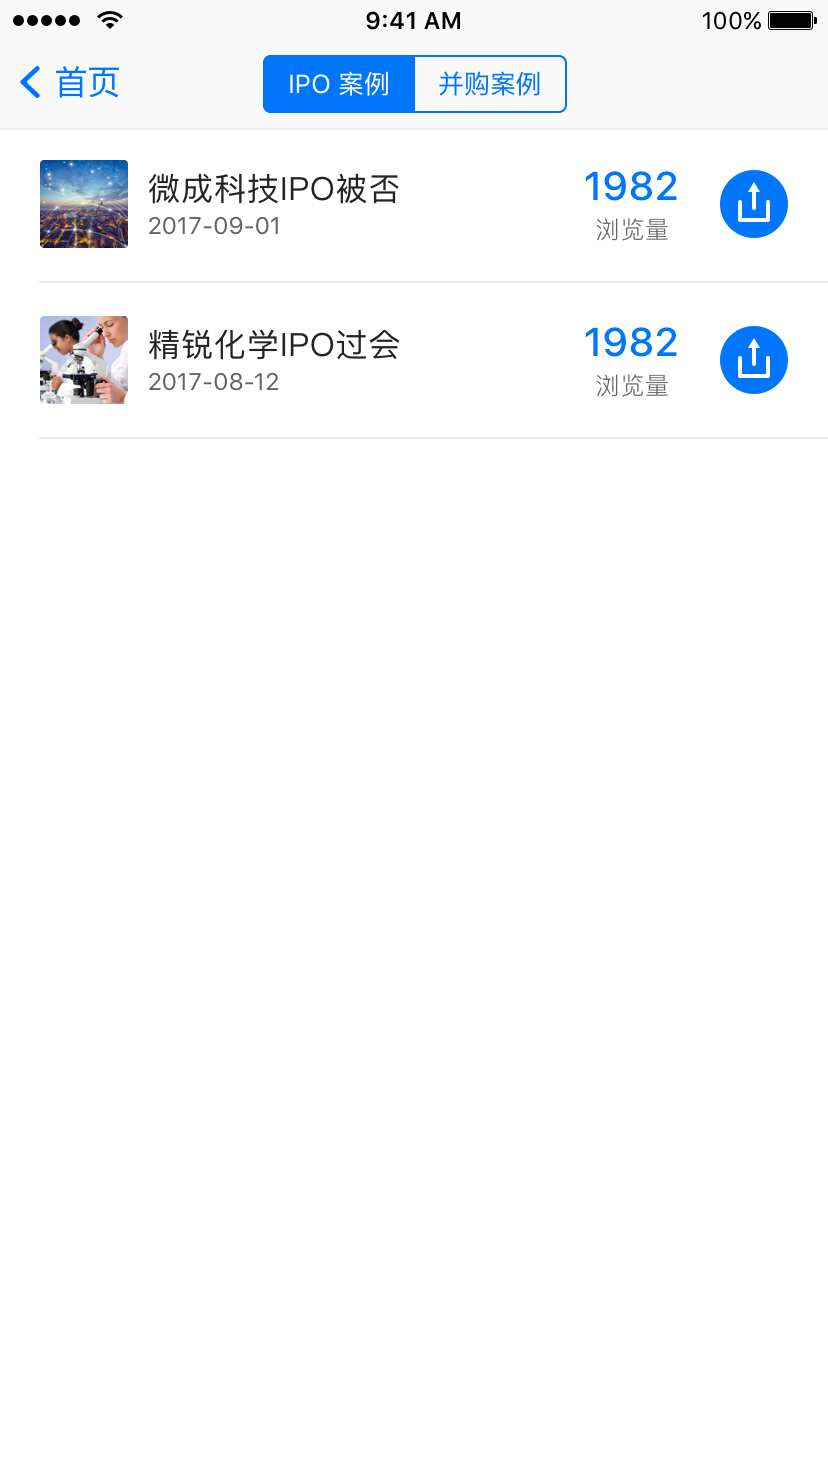 9:41 AM 100%
首页 IPO 案例 并购案例
微成科技IPO被否 1982
2017-09-01 浏览量
精锐化学IPO过会 1982
2017-08-12 浏览量